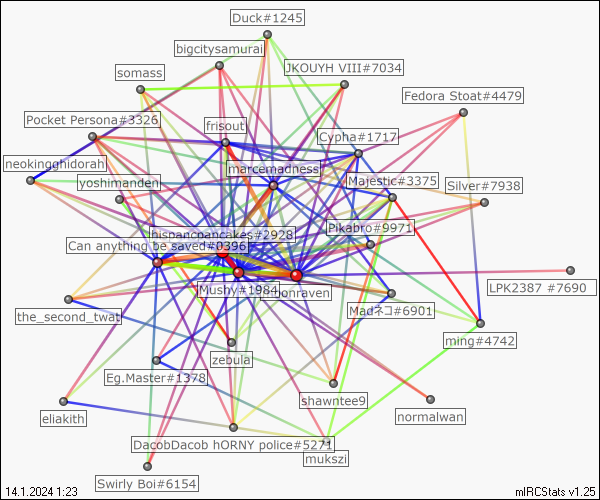 Duck#1245
bigcitysamurai
JKOUYH VIII#7034
somass
Fedora Stoat#4479
Pocket Persona#3326
frisout
Cypha#1717
neokingghidorah
marcemadness
yoshimanden
Majestic#3375
Silver#7938
hispancpancakes#2928
Pikabro#9971
Can anything be saved#0396
LPK2387 #7690
Mushy#1984
monraven
the_second_twat
Madネコ#6901
ming#4742
zebula
Eg.Master#1378
shawntee9
eliakith
normalwan
DacobDacob hORNY police#5271
mukszi
Swirly Boi#6154
14.1.2024 1:23
mIRCStats v1.25